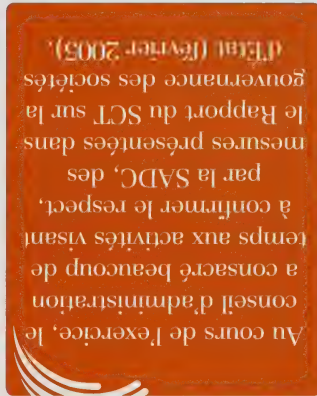 Au cours de l'exercice, le
conseil d'administration
a consacré beaucoup de
temps aux activités visant
à confirmer le respect,
par la SADC, des
mesures présentées dans
le Rapport du SCT sur la
gouvernance des sociétés
d'État (février 2005).